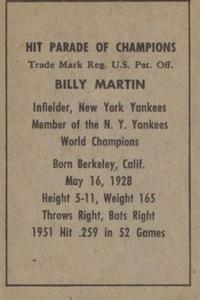 HIT PARADE OF CHAMPIONS
Trade Mark Reg. U.S. Pat. Off.
BILLY MARTIN
Infielder, New York Yankees
Member of the N. Y. Yankees
World Champions
Born Berkeley, Calif.
May 16, 1928
Height 5-11, Weight 165
Throws Right, Bats Right
1951 Hit .259 in 52 Games